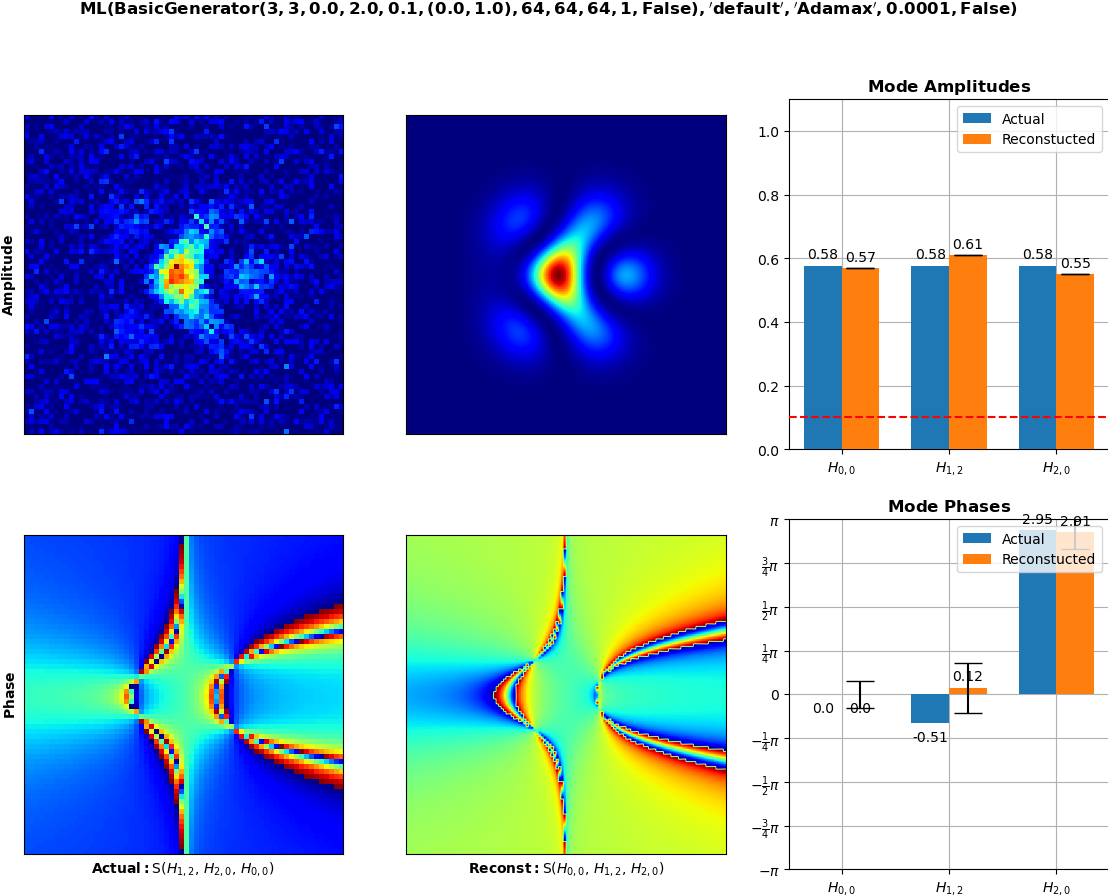 ML(BasicGenerator(3, 3, 0.0, 2.0, 0.1, (0.0, 1.0), 64, 64, 64, 1, False), ′default′, ′Adamax′, 0.0001, False)
Amplitude
Mode Amplitudes
Actual
Reconstucted
1.0
0.8
0.6
0.4
0.2
0.0
0.58
0.57
0.58
0.61
0.58
0.55
H0,0
H1,2
H2,0
Phase
Actual: S(H1,2, H2,0, H0,0)
Reconst: S(H0,0, H1,2, H2,0)
Mode Phases
Actual
Reconstucted
π
3/4π
1/2π
1/4π
0
−1/4π
−1/2π
−3/4π
−π
0.0
0.0
-0.51
0.12
2.95
H0,0
H1,2
H2,0